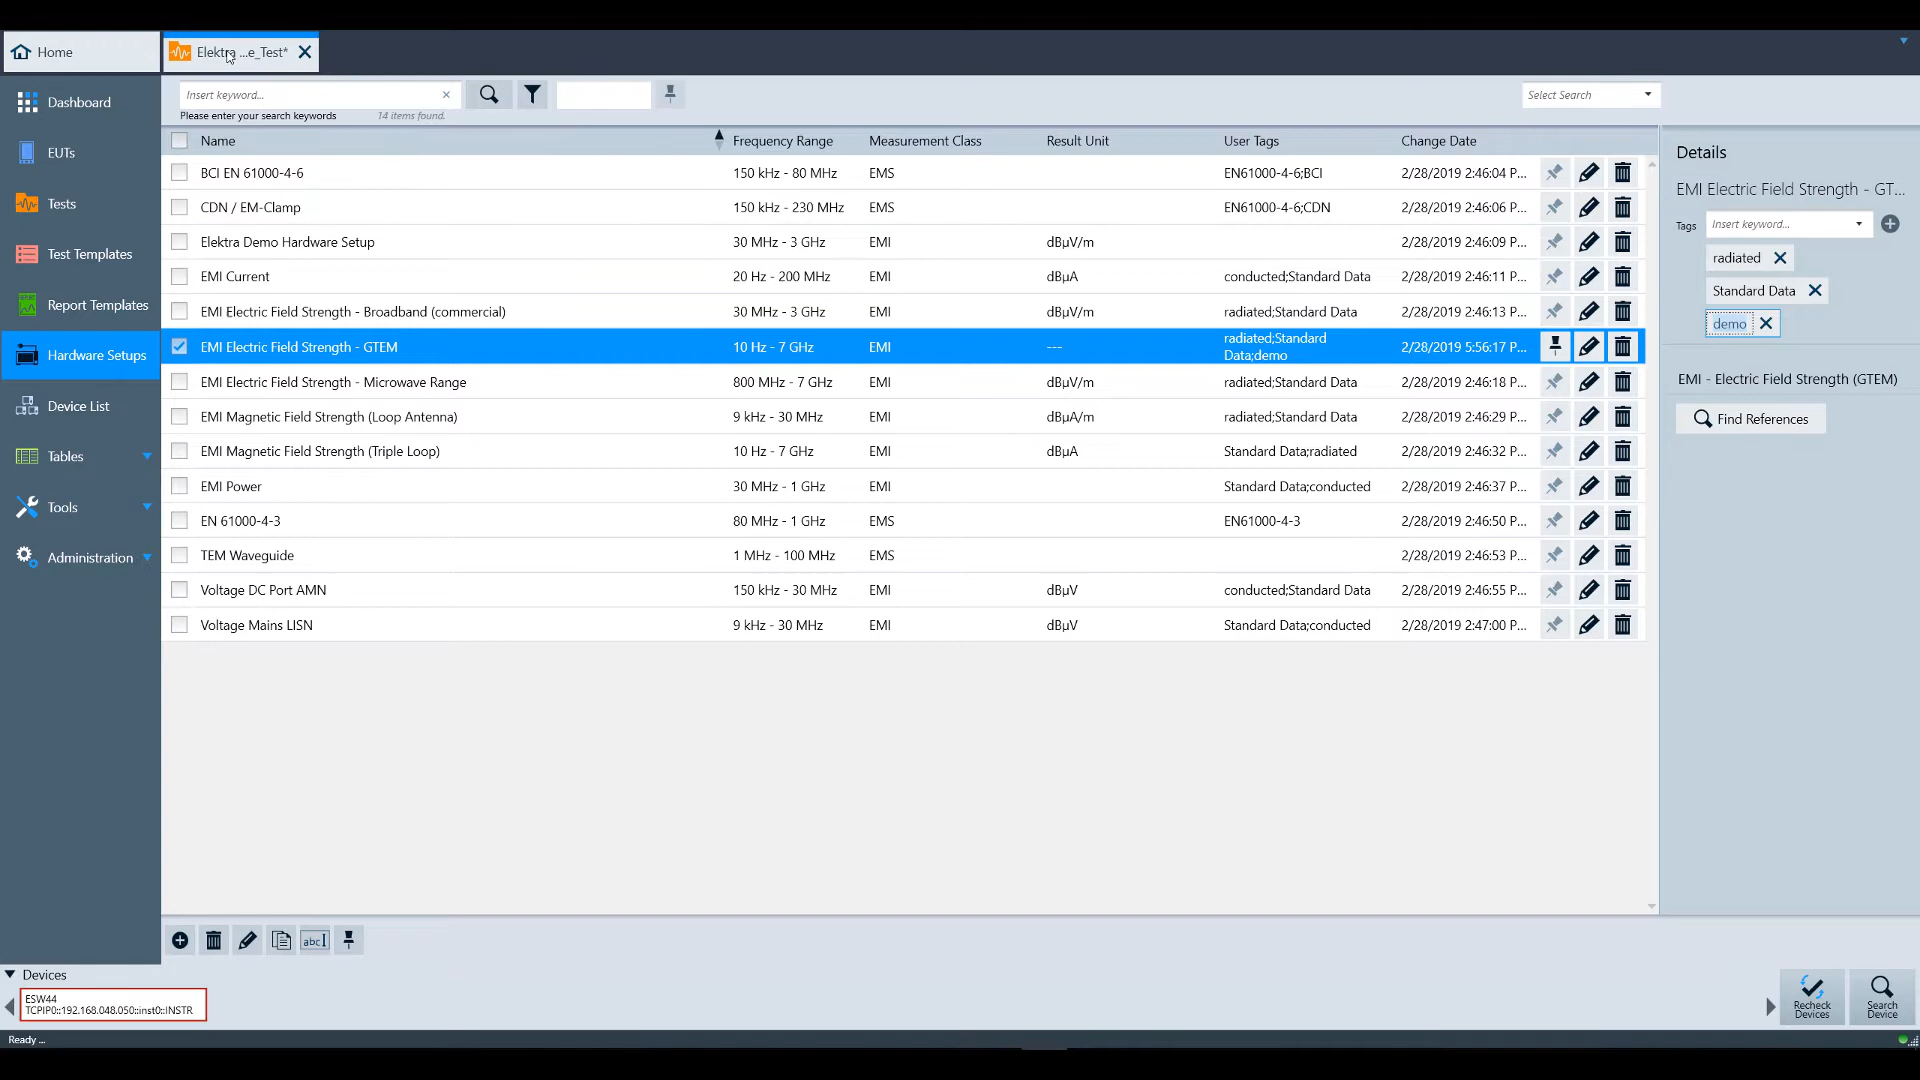 Home
Elektra ...e_Test*
Dashboard
EUTs
Tests
Test Templates
Report Templates
Hardware Setups
Device List
Tables
Tools
Administration
Insert keyword...
Please enter your search keywords
14 items found.
Select Search
Name Frequency Range Measurement Class Result Unit User Tags Change Date
BCI EN 61000-4-6 150 kHz - 80 MHz EMS EN61000-4-6;BCI 2/28/2019 2:46:04 P...
CDN / EM-Clamp 150 kHz - 230 MHz EMS EN61000-4-6;CDN 2/28/2019 2:46:06 P...
Elektra Demo Hardware Setup 30 MHz - 3 GHz EMI dBµV/m 2/28/2019 2:46:09 P...
EMI Current 20 Hz - 200 MHz EMI dBµA conducted;Standard Data 2/28/2019 2:46:11 P...
EMI Electric Field Strength - Broadband (commercial) 30 MHz - 3 GHz EMI dBµV/m radiated;Standard Data 2/28/2019 2:46:13 P...
EMI Electric Field Strength - GTEM 10 Hz - 7 GHz EMI --- radiated;Standard
Data;demo 2/28/2019 5:56:17 P...
EMI Electric Field Strength - Microwave Range 800 MHz - 7 GHz EMI dBµV/m radiated;Standard Data 2/28/2019 2:46:18 P...
EMI Magnetic Field Strength (Loop Antenna) 9 kHz - 30 MHz EMI dBµA/m radiated;Standard Data 2/28/2019 2:46:29 P...
EMI Magnetic Field Strength (Triple Loop) 10 Hz - 7 GHz EMI dBµA Standard Data;radiated 2/28/2019 2:46:32 P...
EMI Power 30 MHz - 1 GHz EMI Standard Data;conducted 2/28/2019 2:46:37 P...
EN 61000-4-3 80 MHz - 1 GHz EMS EN61000-4-3 2/28/2019 2:46:50 P...
TEM Waveguide 1 MHz - 100 MHz EMS 2/28/2019 2:46:53 P...
Voltage DC Port AMN 150 kHz - 30 MHz EMI dBµV conducted;Standard Data 2/28/2019 2:46:55 P...
Voltage Mains LISN 9 kHz - 30 MHz EMI dBµV Standard Data;conducted 2/28/2019 2:47:00 P...
Details
EMI Electric Field Strength - GT...
Tags Insert keyword...
radiated
Standard Data
demo
EMI - Electric Field Strength (GTEM)
Find References
abc
Devices
ESW44
TCPIP0::192.168.048.050::inst0::INSTR
Recheck
Devices
Search
Device
Ready ...